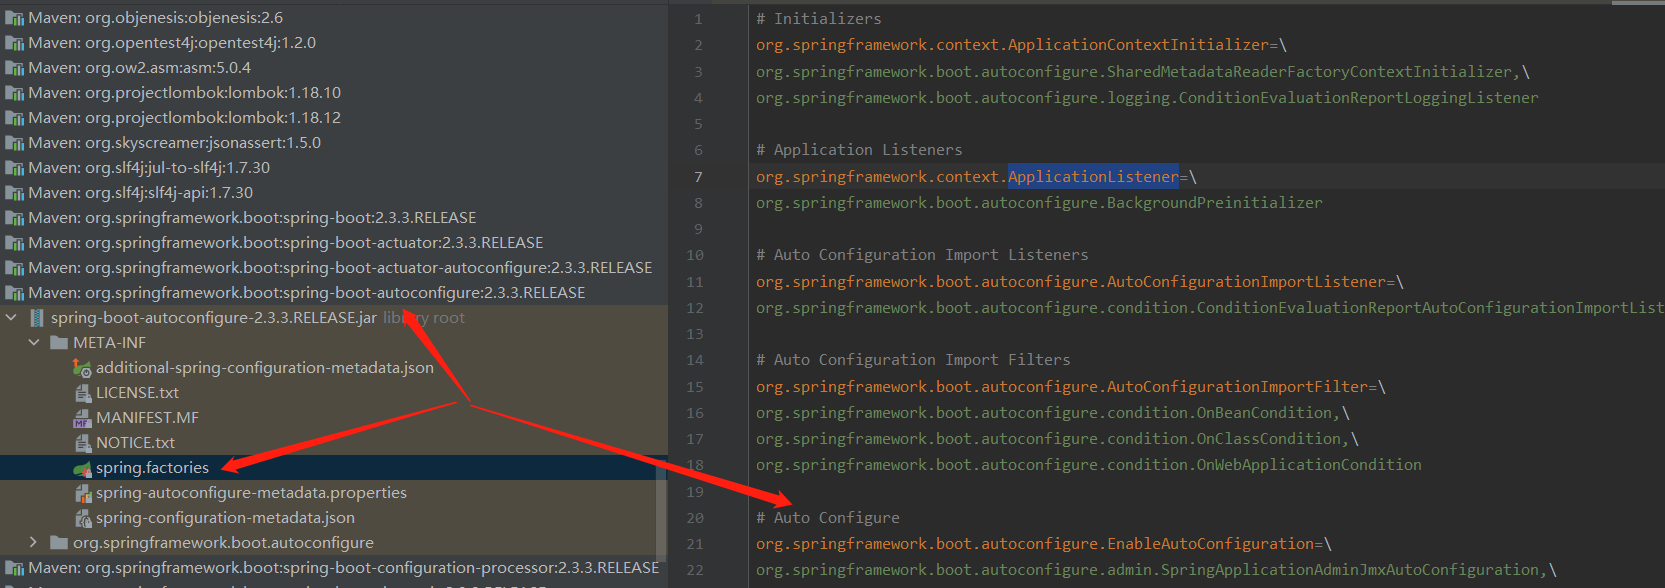 Maven: org.objenesis:objenesis:2.6
Maven: org.opentest4j:opentest4j:1.2.0
Maven: org.ow2.asm:asm:5.0.4
Maven: org.projectlombok:lombok:1.18.10
Maven: org.projectlombok:lombok:1.18.12
Maven: org.skyscreamer:jsonassert:1.5.0
Maven: org.slf4j:jul-to-slf4j:1.7.30
Maven: org.slf4j:slf4j-api:1.7.30
Maven: org.springframework.boot:spring-boot:2.3.3.RELEASE
Maven: org.springframework.boot:spring-boot-actuator:2.3.3.RELEASE
Maven: org.springframework.boot:spring-boot-actuator-autoconfigure:2.3.3.RELEASE
Maven: org.springframework.boot:spring-boot-autoconfigure:2.3.3.RELEASE
spring-boot-autoconfigure-2.3.3.RELEASE.jar library root
META-INF
additional-spring-configuration-metadata.json
LICENSE.txt
MF MANIFEST.MF
NOTICE.txt
spring.factories
spring-autoconfigure-metadata.properties
spring-configuration-metadata.json
org.springframework.boot.autoconfigure
Maven: org.springframework.boot:spring-boot-configuration-processor:2.3.3.RELEASE
1 # Initializers
2 org.springframework.context.ApplicationContextInitializer=\
3 org.springframework.boot.autoconfigure.SharedMetadataReaderFactoryContextInitializer,\
4 org.springframework.boot.autoconfigure.logging.ConditionEvaluationReportLoggingListener
5
6 # Application Listeners
7 org.springframework.context.ApplicationListener=\
8 org.springframework.boot.autoconfigure.BackgroundPreinitializer
9
10 # Auto Configuration Import Listeners
11 org.springframework.boot.autoconfigure.AutoConfigurationImportListener=\
12 org.springframework.boot.autoconfigure.condition.ConditionEvaluationReportAutoConfigurationImportList
13
14 # Auto Configuration Import Filters
15 org.springframework.boot.autoconfigure.AutoConfigurationImportFilter=\
16 org.springframework.boot.autoconfigure.condition.OnBeanCondition,\
17 org.springframework.boot.autoconfigure.condition.OnClassCondition,\
18 org.springframework.boot.autoconfigure.condition.OnWebApplicationCondition
19
20 # Auto Configure
21 org.springframework.boot.autoconfigure.EnableAutoConfiguration=\
22 org.springframework.boot.autoconfigure.admin.SpringApplicationAdminJmxAutoConfiguration,\